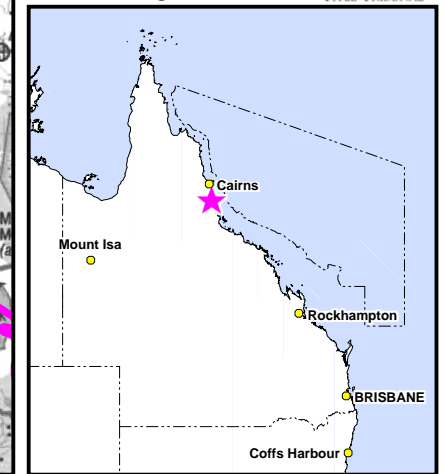 Cairns
Mount Isa
Rockhampton
BRISBANE
Coffs Harbour